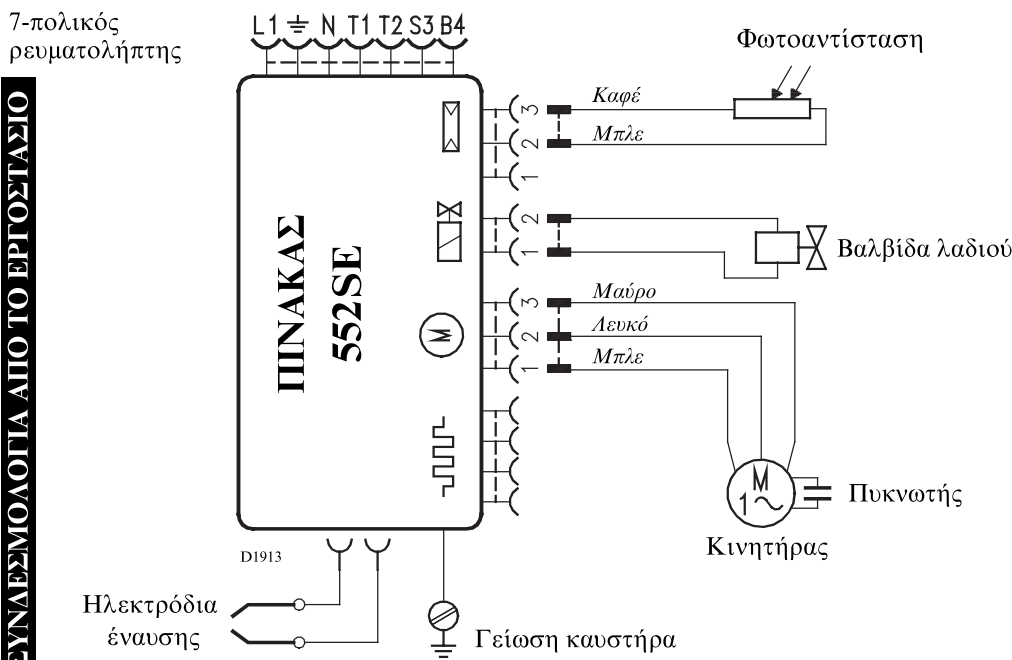 7-πολικός
ρευματολήπτης
L1 ⏚ N T1 T2 S3 B4
Φωτοαντίσταση
ΣΥΝΔΕΣΜΟΛΟΓΙΑ ΑΠΟ ΤΟ ΕΡΓΟΣΤΑΣΙΟ
ΠΙΝΑΚΑΣ
552SE
3 Καφέ
2 Μπλε
1
2
1
Βαλβίδα λαδιού
3 Μαύρο
M 2 Λευκό
1 Μπλε
M
1~
Πυκνωτής
Κινητήρας
D1913
Ηλεκτρόδια
έναυσης
Γείωση καυστήρα